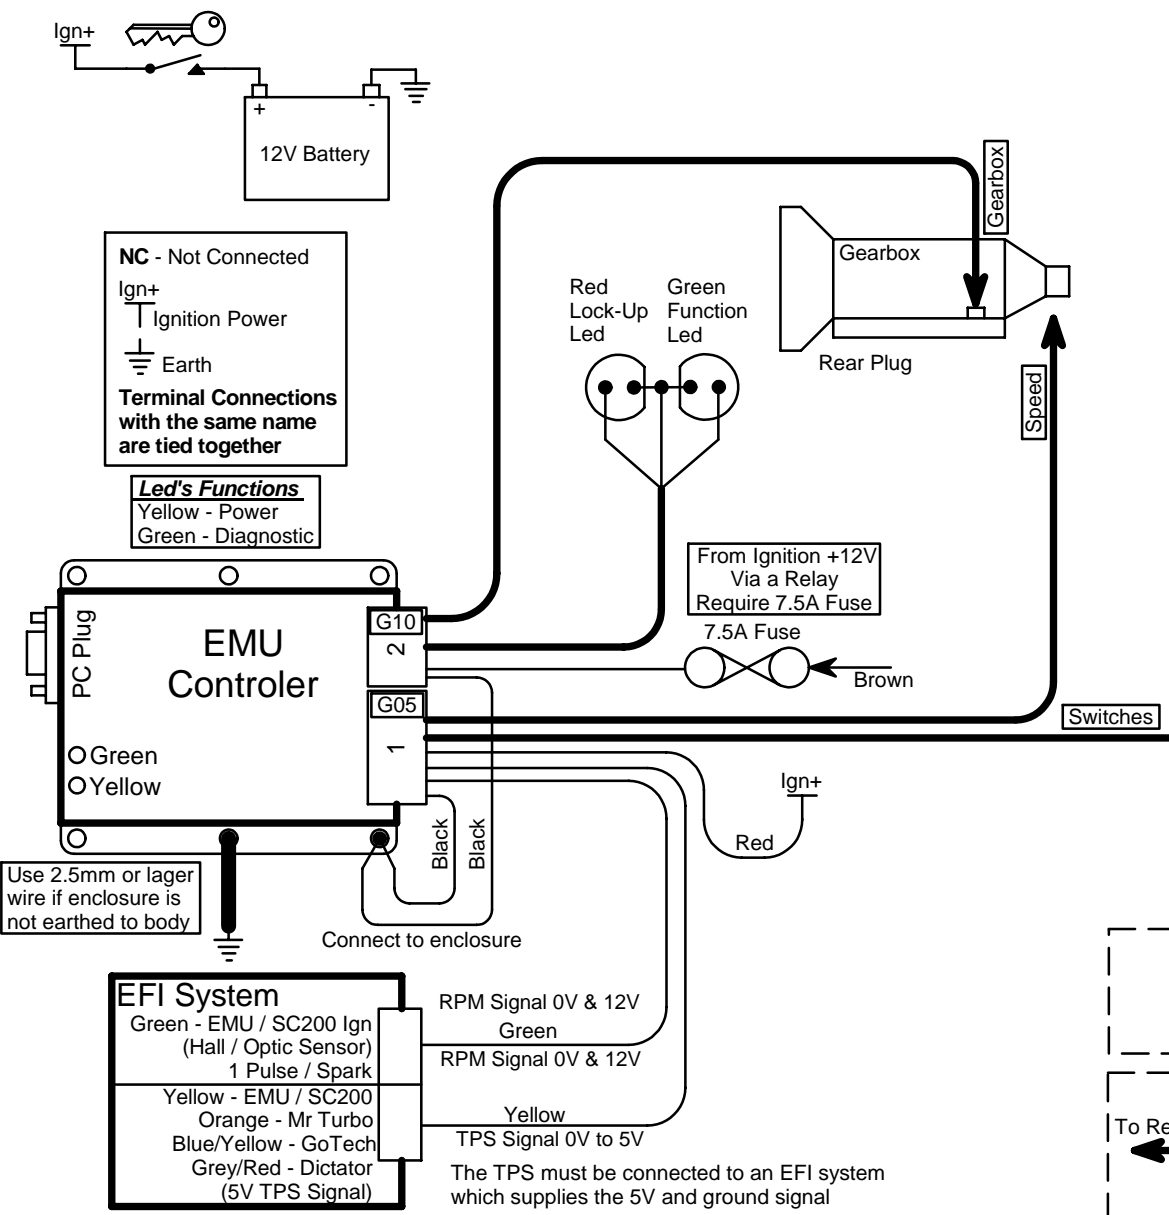 Ign+
+
-
12V Battery
NC - Not Connected
Ign+
Ignition Power
Earth
Terminal Connections
with the same name
are tied together
Led's Functions
Yellow - Power
Green - Diagnostic
Red
Lock-Up
Led
Green
Function
Led
Gearbox
Gearbox
Rear Plug
Speed
From Ignition +12V
Via a Relay
Require 7.5A Fuse
7.5A Fuse
Brown
Switches
PC Plug
EMU
Controler
G10
2
G05
1
Green
Yellow
Black
Black
Ign+
Red
Use 2.5mm or lager
wire if enclosure is
not earthed to body
Connect to enclosure
EFI System
Green - EMU / SC200 Ign
(Hall / Optic Sensor)
1 Pulse / Spark
Yellow - EMU / SC200
Orange - Mr Turbo
Blue/Yellow - GoTech
Grey/Red - Dictator
(5V TPS Signal)
RPM Signal 0V & 12V
Green
RPM Signal 0V & 12V
Yellow
TPS Signal 0V to 5V
The TPS must be connected to an EFI system
which supplies the 5V and ground signal
To Re